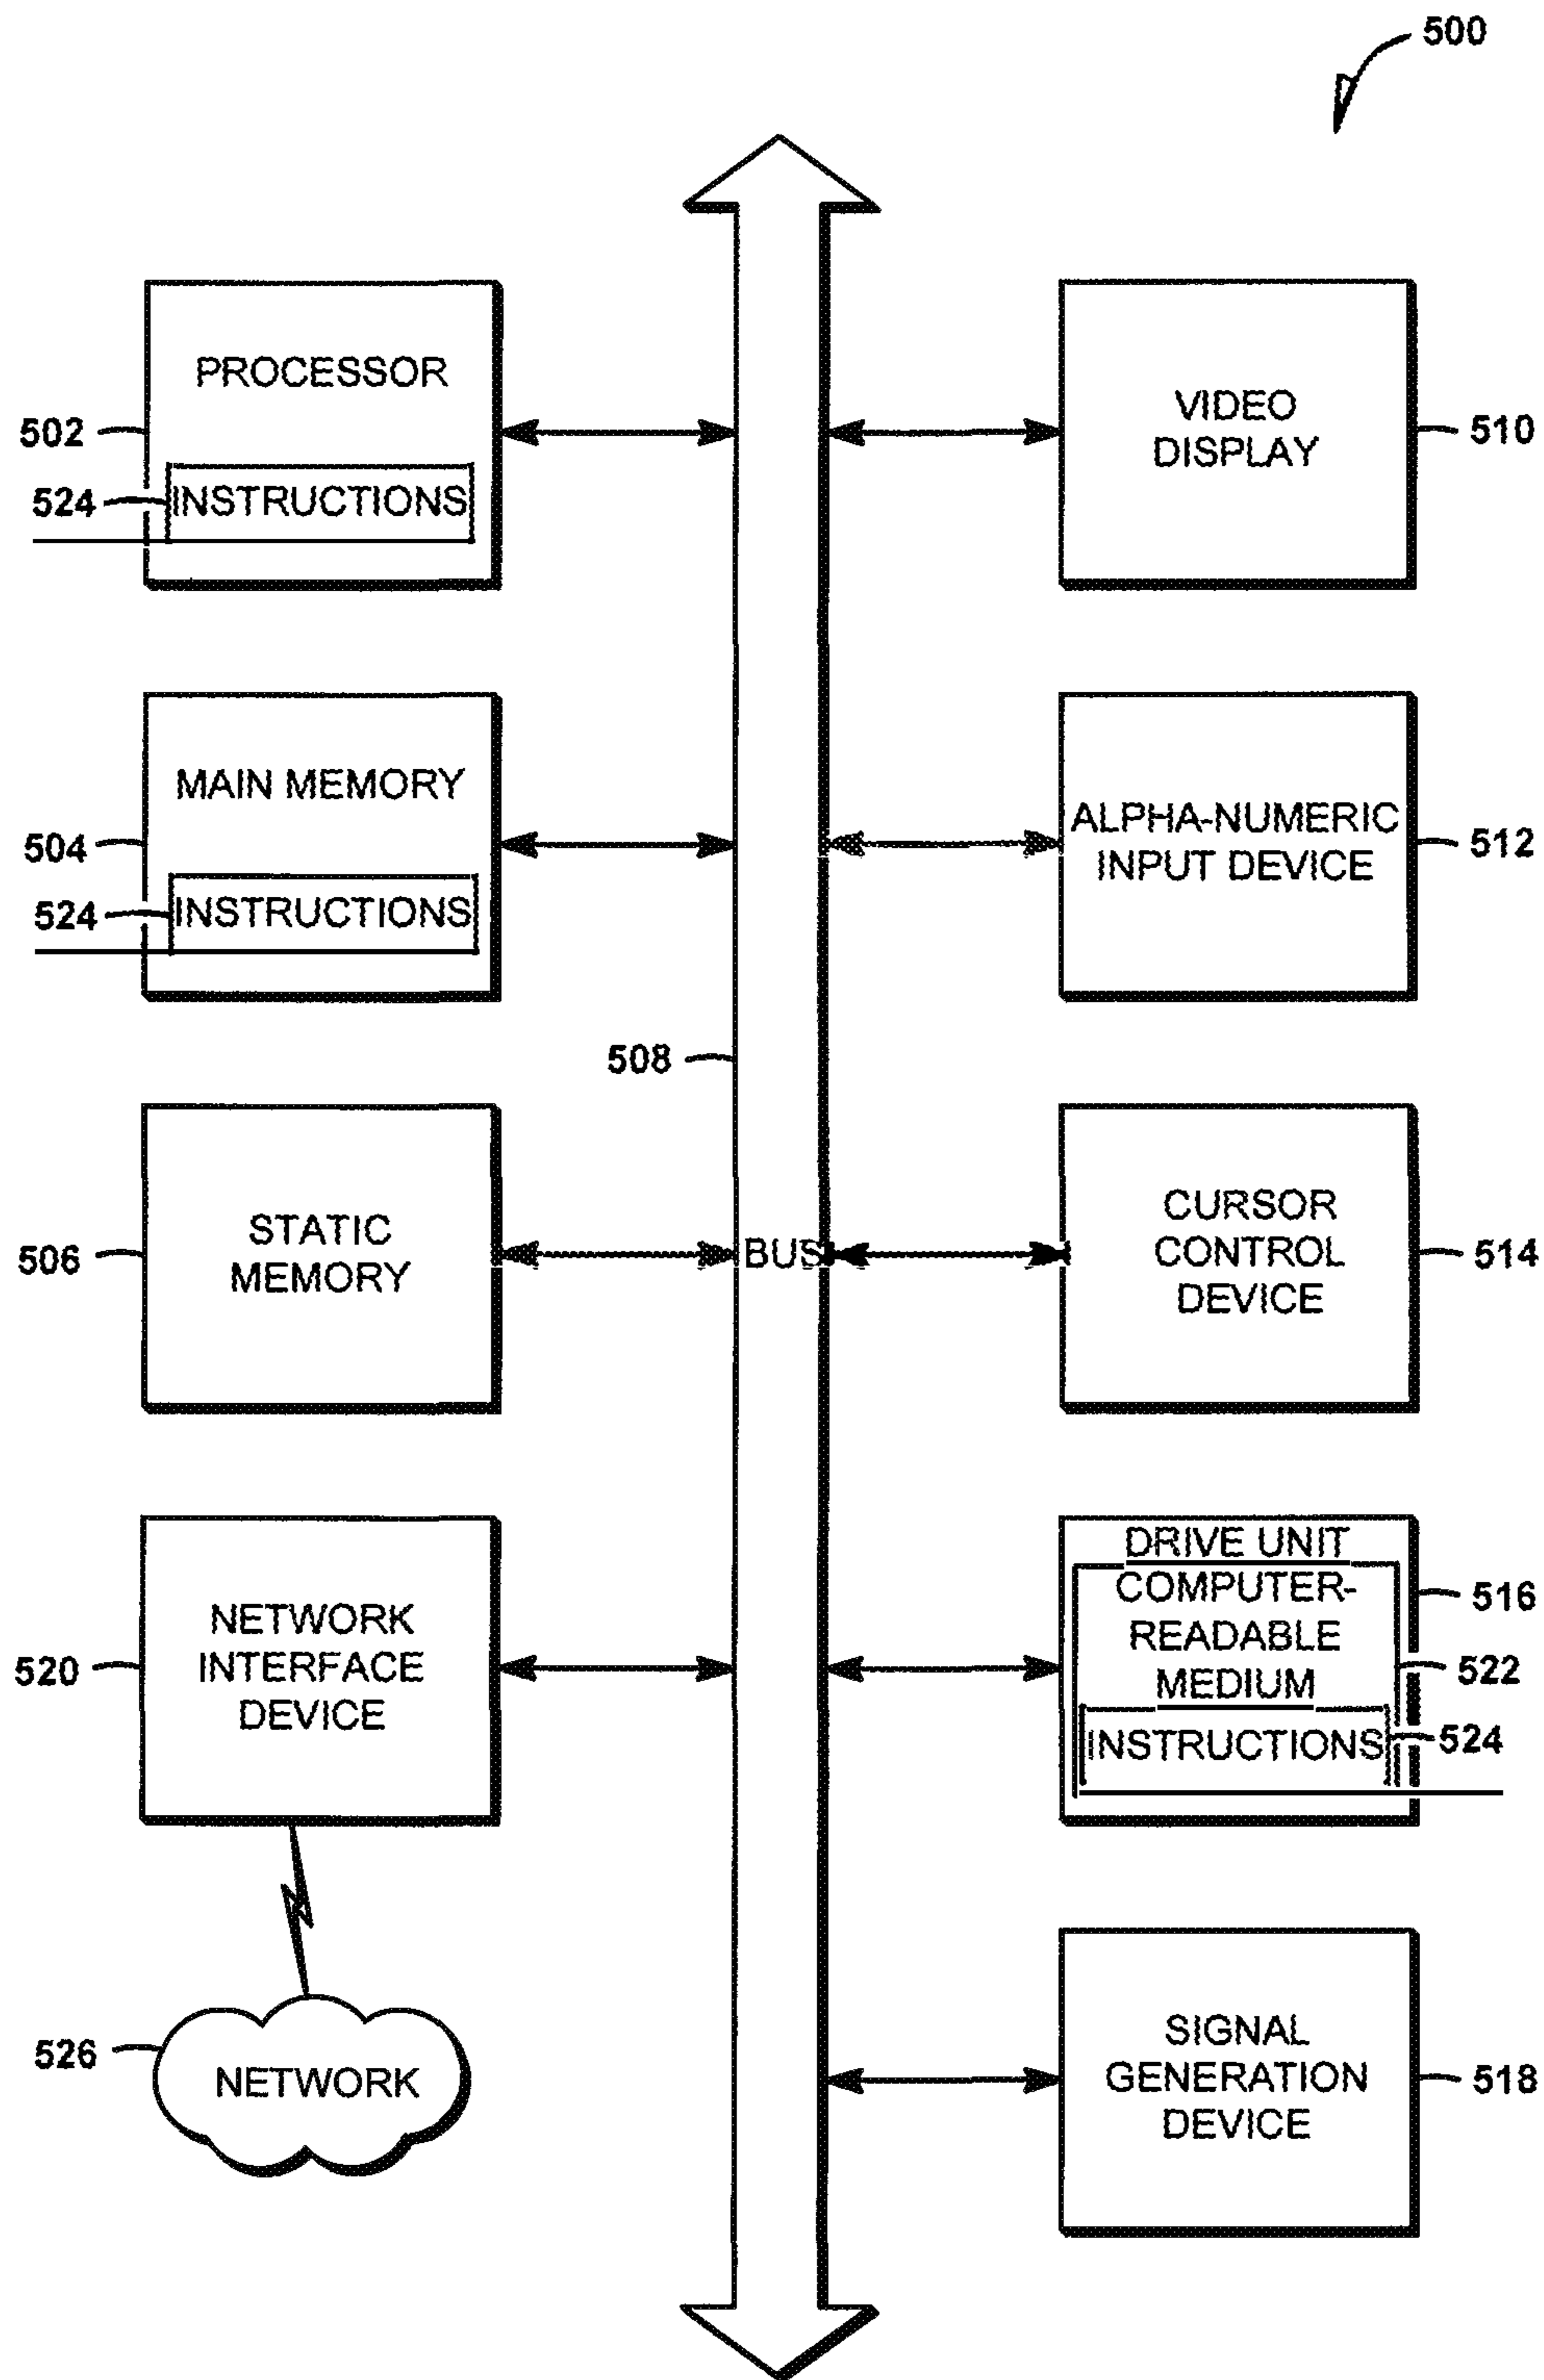 500
PROCESSOR
502
524
INSTRUCTIONS
VIDEO
DISPLAY
510
MAIN MEMORY
504
524
INSTRUCTIONS
ALPHA-NUMERIC
INPUT DEVICE
512
508
BUS
STATIC
MEMORY
506
CURSOR
CONTROL
DEVICE
514
NETWORK
INTERFACE
DEVICE
520
DRIVE UNIT
COMPUTER-
READABLE
MEDIUM
INSTRUCTIONS
516
522
524
526
NETWORK
SIGNAL
GENERATION
DEVICE
518